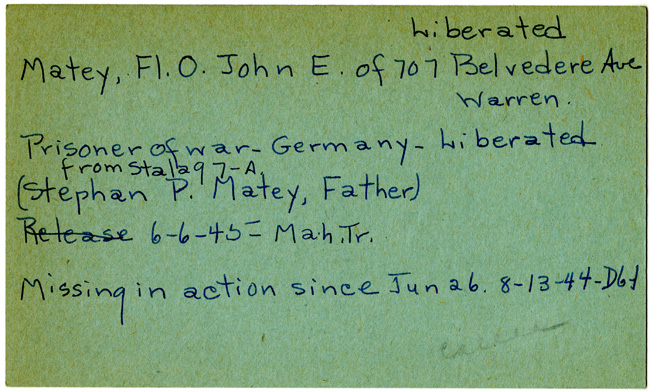 Liberated
Matey, Fl. O. John E. of 707 Belvedere Ave
Warren.
Prisoner of war - Germany - Liberated
from Stalag 7-A,
(Stephan P. Matey, Father)
Release 6-6-45 = Mah. Tr.
Missing in action since Jun 26. 8-13-44-